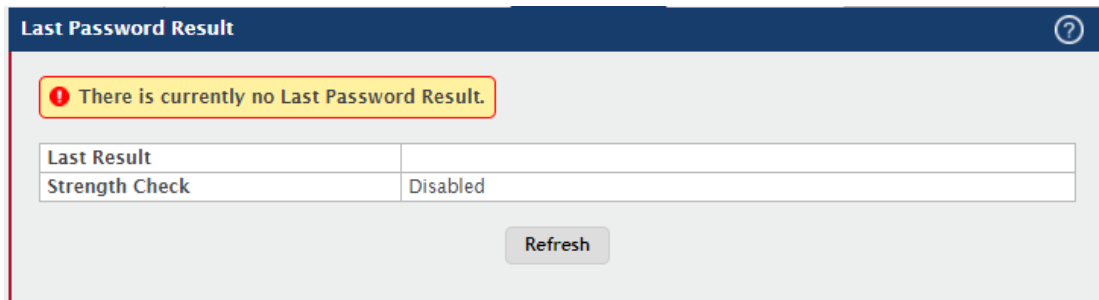 Last Password Result
There is currently no Last Password Result.
Last Result
Strength Check Disabled
Refresh